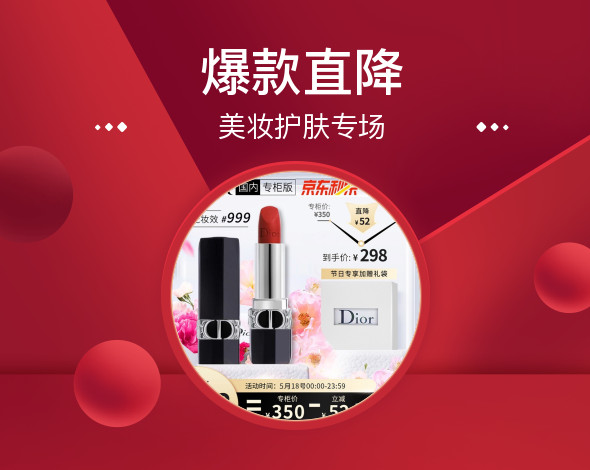 爆款直降
美妆护肤专场
国内 专柜版 京东秒杀
妆效 #999
专柜价:
¥350
直降
¥52
到手价: ¥298
节日专享加赠礼袋
Dior
活动时间: 5月18号00:00-23:59
专柜价 立减
¥350 - 52